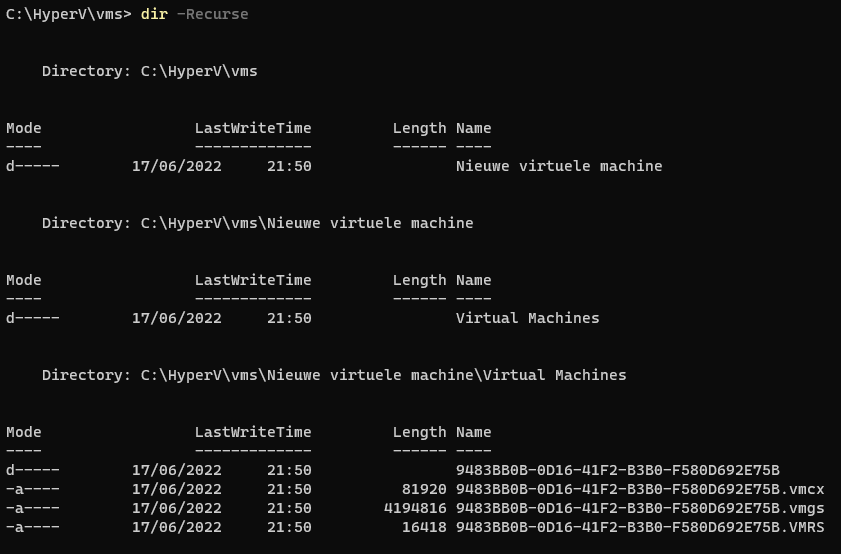 C:\HyperV\vms> dir -Recurse
Directory: C:\HyperV\vms
Mode LastWriteTime Length Name
---- ------------- ------ ----
d----- 17/06/2022 21:50 Nieuwe virtuele machine
Directory: C:\HyperV\vms\Nieuwe virtuele machine
Mode LastWriteTime Length Name
---- ------------- ------ ----
d----- 17/06/2022 21:50 Virtual Machines
Directory: C:\HyperV\vms\Nieuwe virtuele machine\Virtual Machines
Mode LastWriteTime Length Name
---- ------------- ------ ----
d----- 17/06/2022 21:50 9483BB0B-0D16-41F2-B3B0-F580D692E75B
-a---- 17/06/2022 21:50 81920 9483BB0B-0D16-41F2-B3B0-F580D692E75B.vmcx
-a---- 17/06/2022 21:50 4194816 9483BB0B-0D16-41F2-B3B0-F580D692E75B.vmgs
-a---- 17/06/2022 21:50 16418 9483BB0B-0D16-41F2-B3B0-F580D692E75B.VMRS